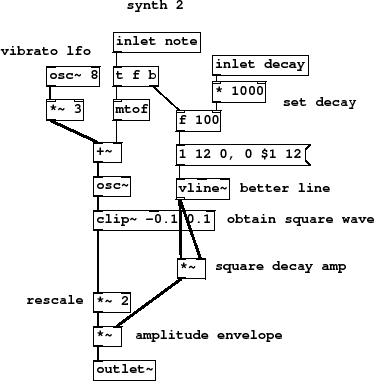 synth 2
inlet note
vibrato lfo
inlet decay
osc~ 8
t f b
* 1000
*~ 3
mtof
set decay
f 100
+~
1 12 0, 0 $1 12
osc~
vline~
better line
clip~ -0.1 0.1
obtain square wave
*~
square decay amp
rescale
*~ 2
*~
amplitude envelope
outlet~